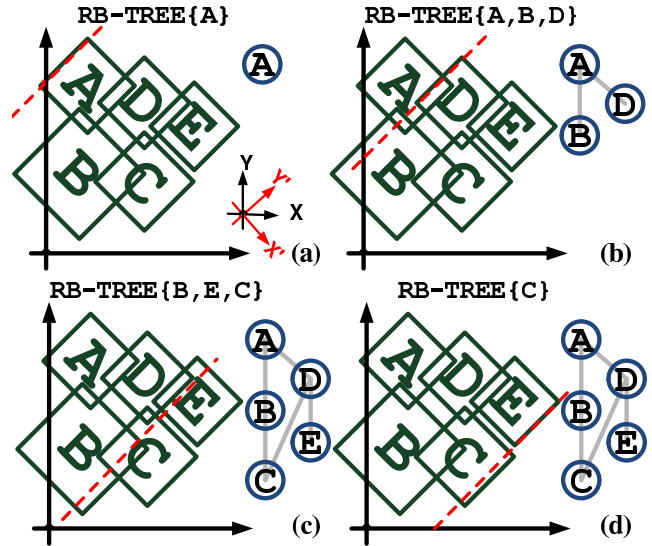 RB-TREE{A}
A
D
E
B
C
A
Y
Y'
X
X'
(a)
RB-TREE{A,B,D}
A
D
E
B
C
A
D
B
(b)
RB-TREE{B,E,C}
A
D
E
B
C
A
D
B
E
C
(c)
RB-TREE{C}
A
D
E
B
C
A
D
B
E
C
(d)